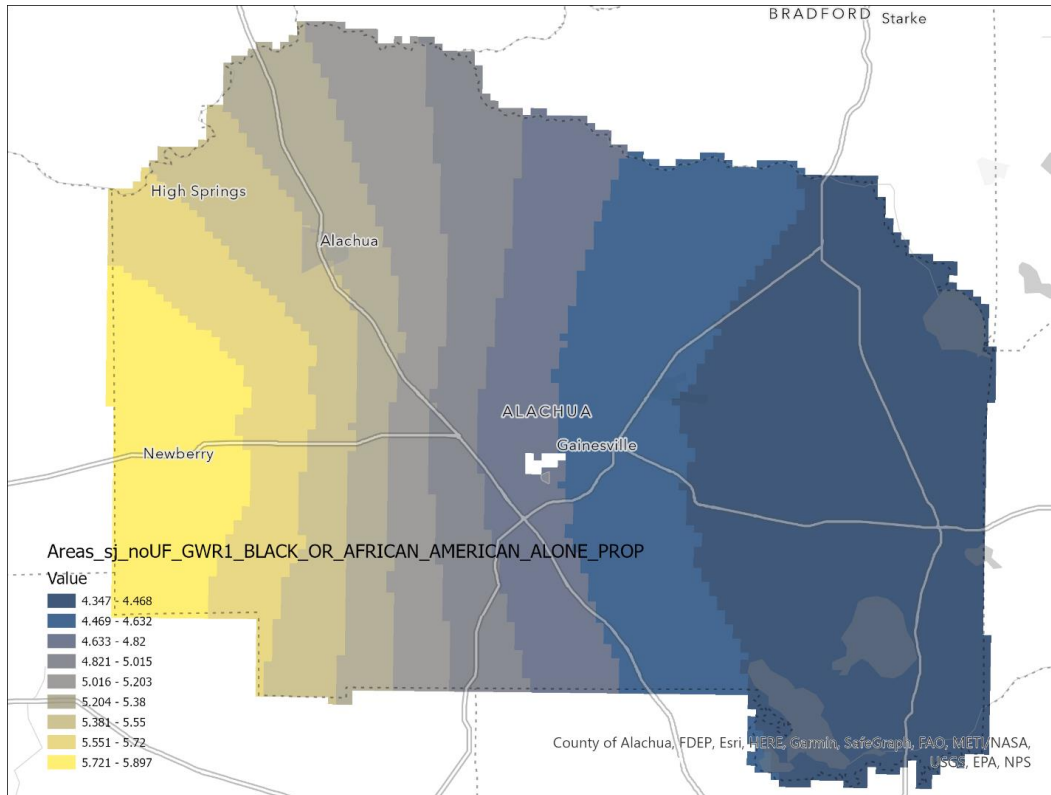 BRADFORD
Starke
High Springs
Alachua
ALACHUA
Gainesville
Newberry
Areas_sj_noUF_GWR1_BLACK_OR_AFRICAN_AMERICAN_ALONE_PROP
Value
4.347 - 4.468
4.469 - 4.632
4.633 - 4.82
4.821 - 5.015
5.016 - 5.203
5.204 - 5.38
5.381 - 5.55
5.551 - 5.72
5.721 - 5.897
County of Alachua, FDEP, Esri, HERE, Garmin, SafeGraph, FAO, METI/NASA,
USGS, EPA, NPS